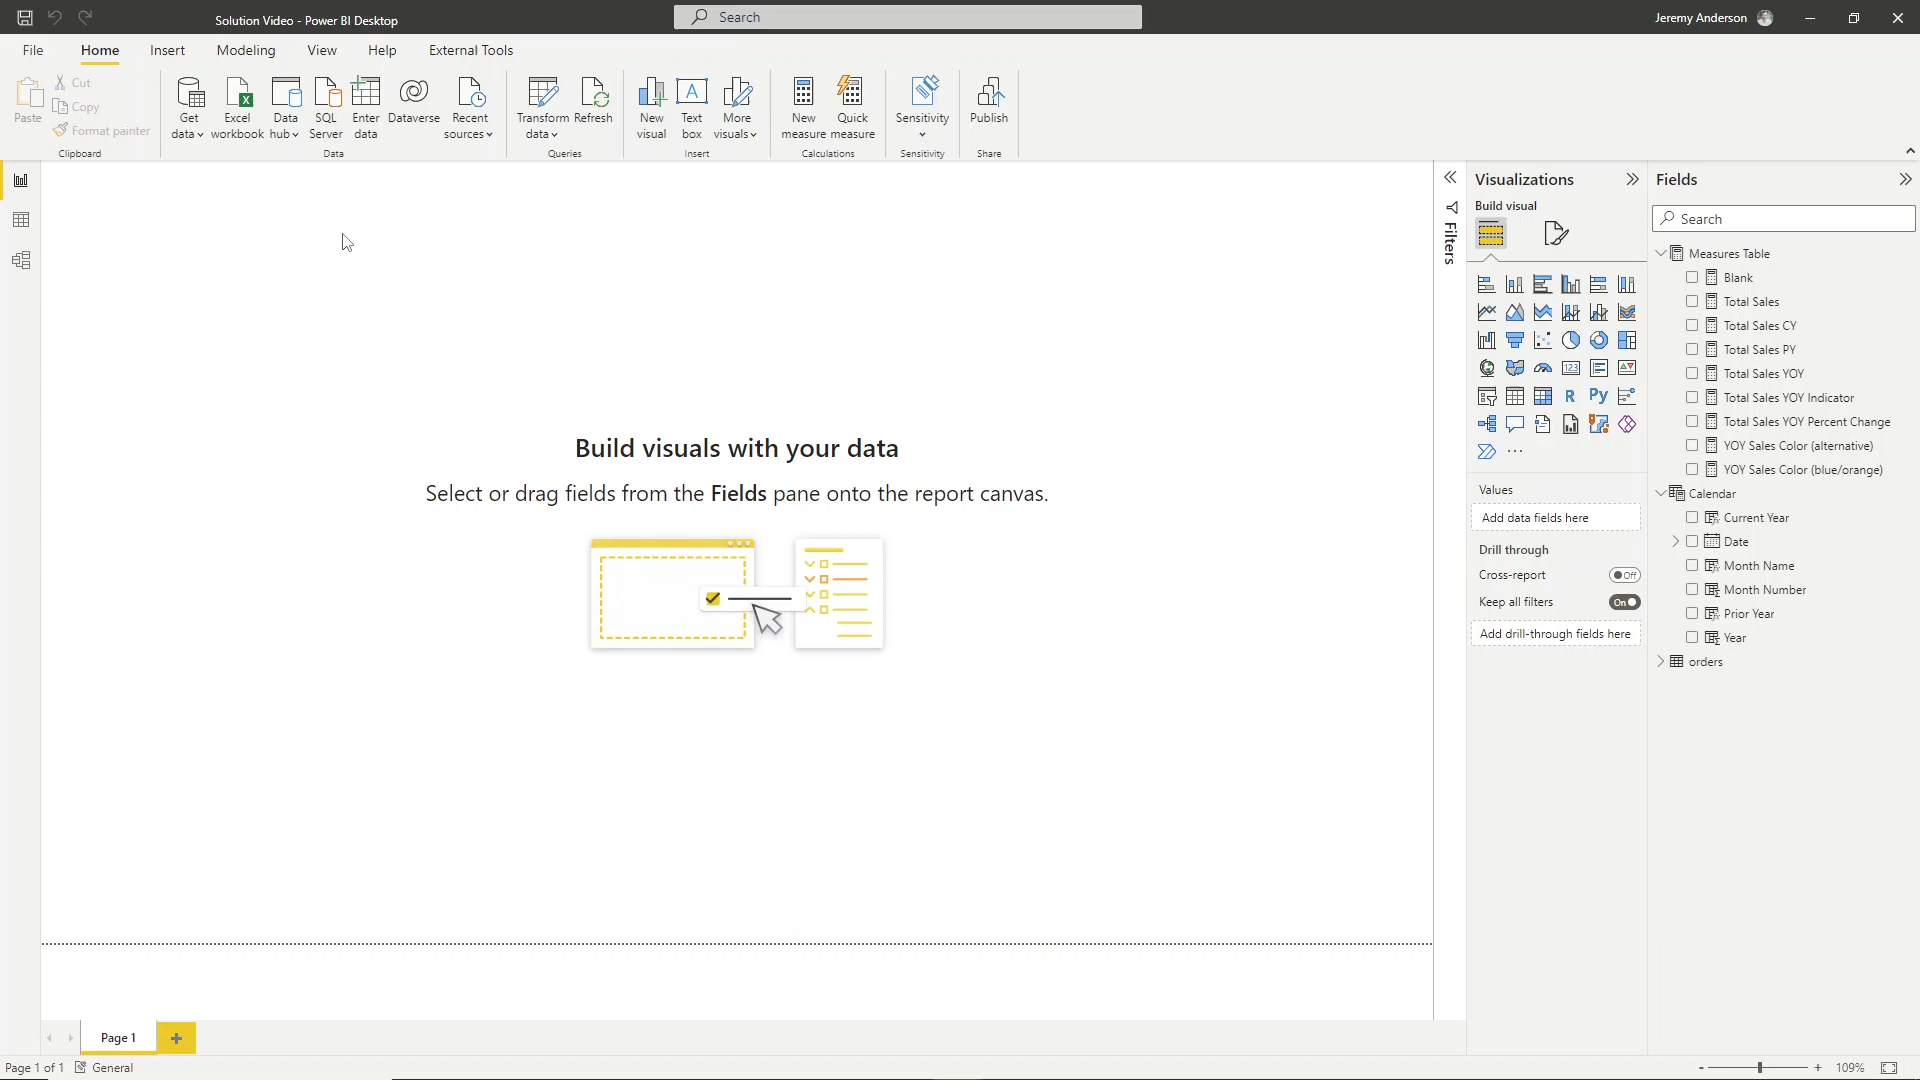 Solution Video - Power BI Desktop
Search
Jeremy Anderson
File
Home
Insert
Modeling
View
Help
External Tools
Paste
Cut
Copy
Format painter
Clipboard
Get data
Excel workbook
Data hub
SQL Server
Enter data
Dataverse
Recent sources
Data
Transform data
Refresh
Queries
New visual
Text box
More visuals
Insert
New measure
Quick measure
Calculations
Sensitivity
Sensitivity
Publish
Share
Build visuals with your data
Select or drag fields from the Fields pane onto the report canvas.
Filters
Visualizations
Build visual
123
R
Py
Values
Add data fields here
Drill through
Cross-report
Off
Keep all filters
On
Add drill-through fields here
Fields
Search
Measures Table
Blank
Total Sales
Total Sales CY
Total Sales PY
Total Sales YOY
Total Sales YOY Indicator
Total Sales YOY Percent Change
YOY Sales Color (alternative)
YOY Sales Color (blue/orange)
Calendar
Current Year
Date
Month Name
Month Number
Prior Year
Year
orders
Page 1
Page 1 of 1
General
- + 109%